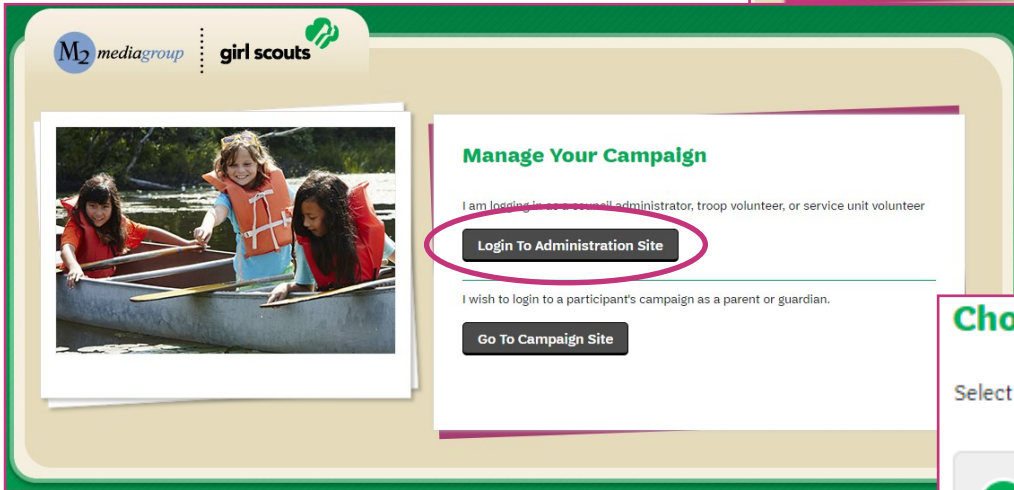 M2 mediagroup
girl scouts
Manage Your Campaign
I am logging in as a council administrator, troop volunteer, or service unit volunteer
Login To Administration Site
I wish to login to a participant's campaign as a parent or guardian.
Go To Campaign Site
Cho
Select